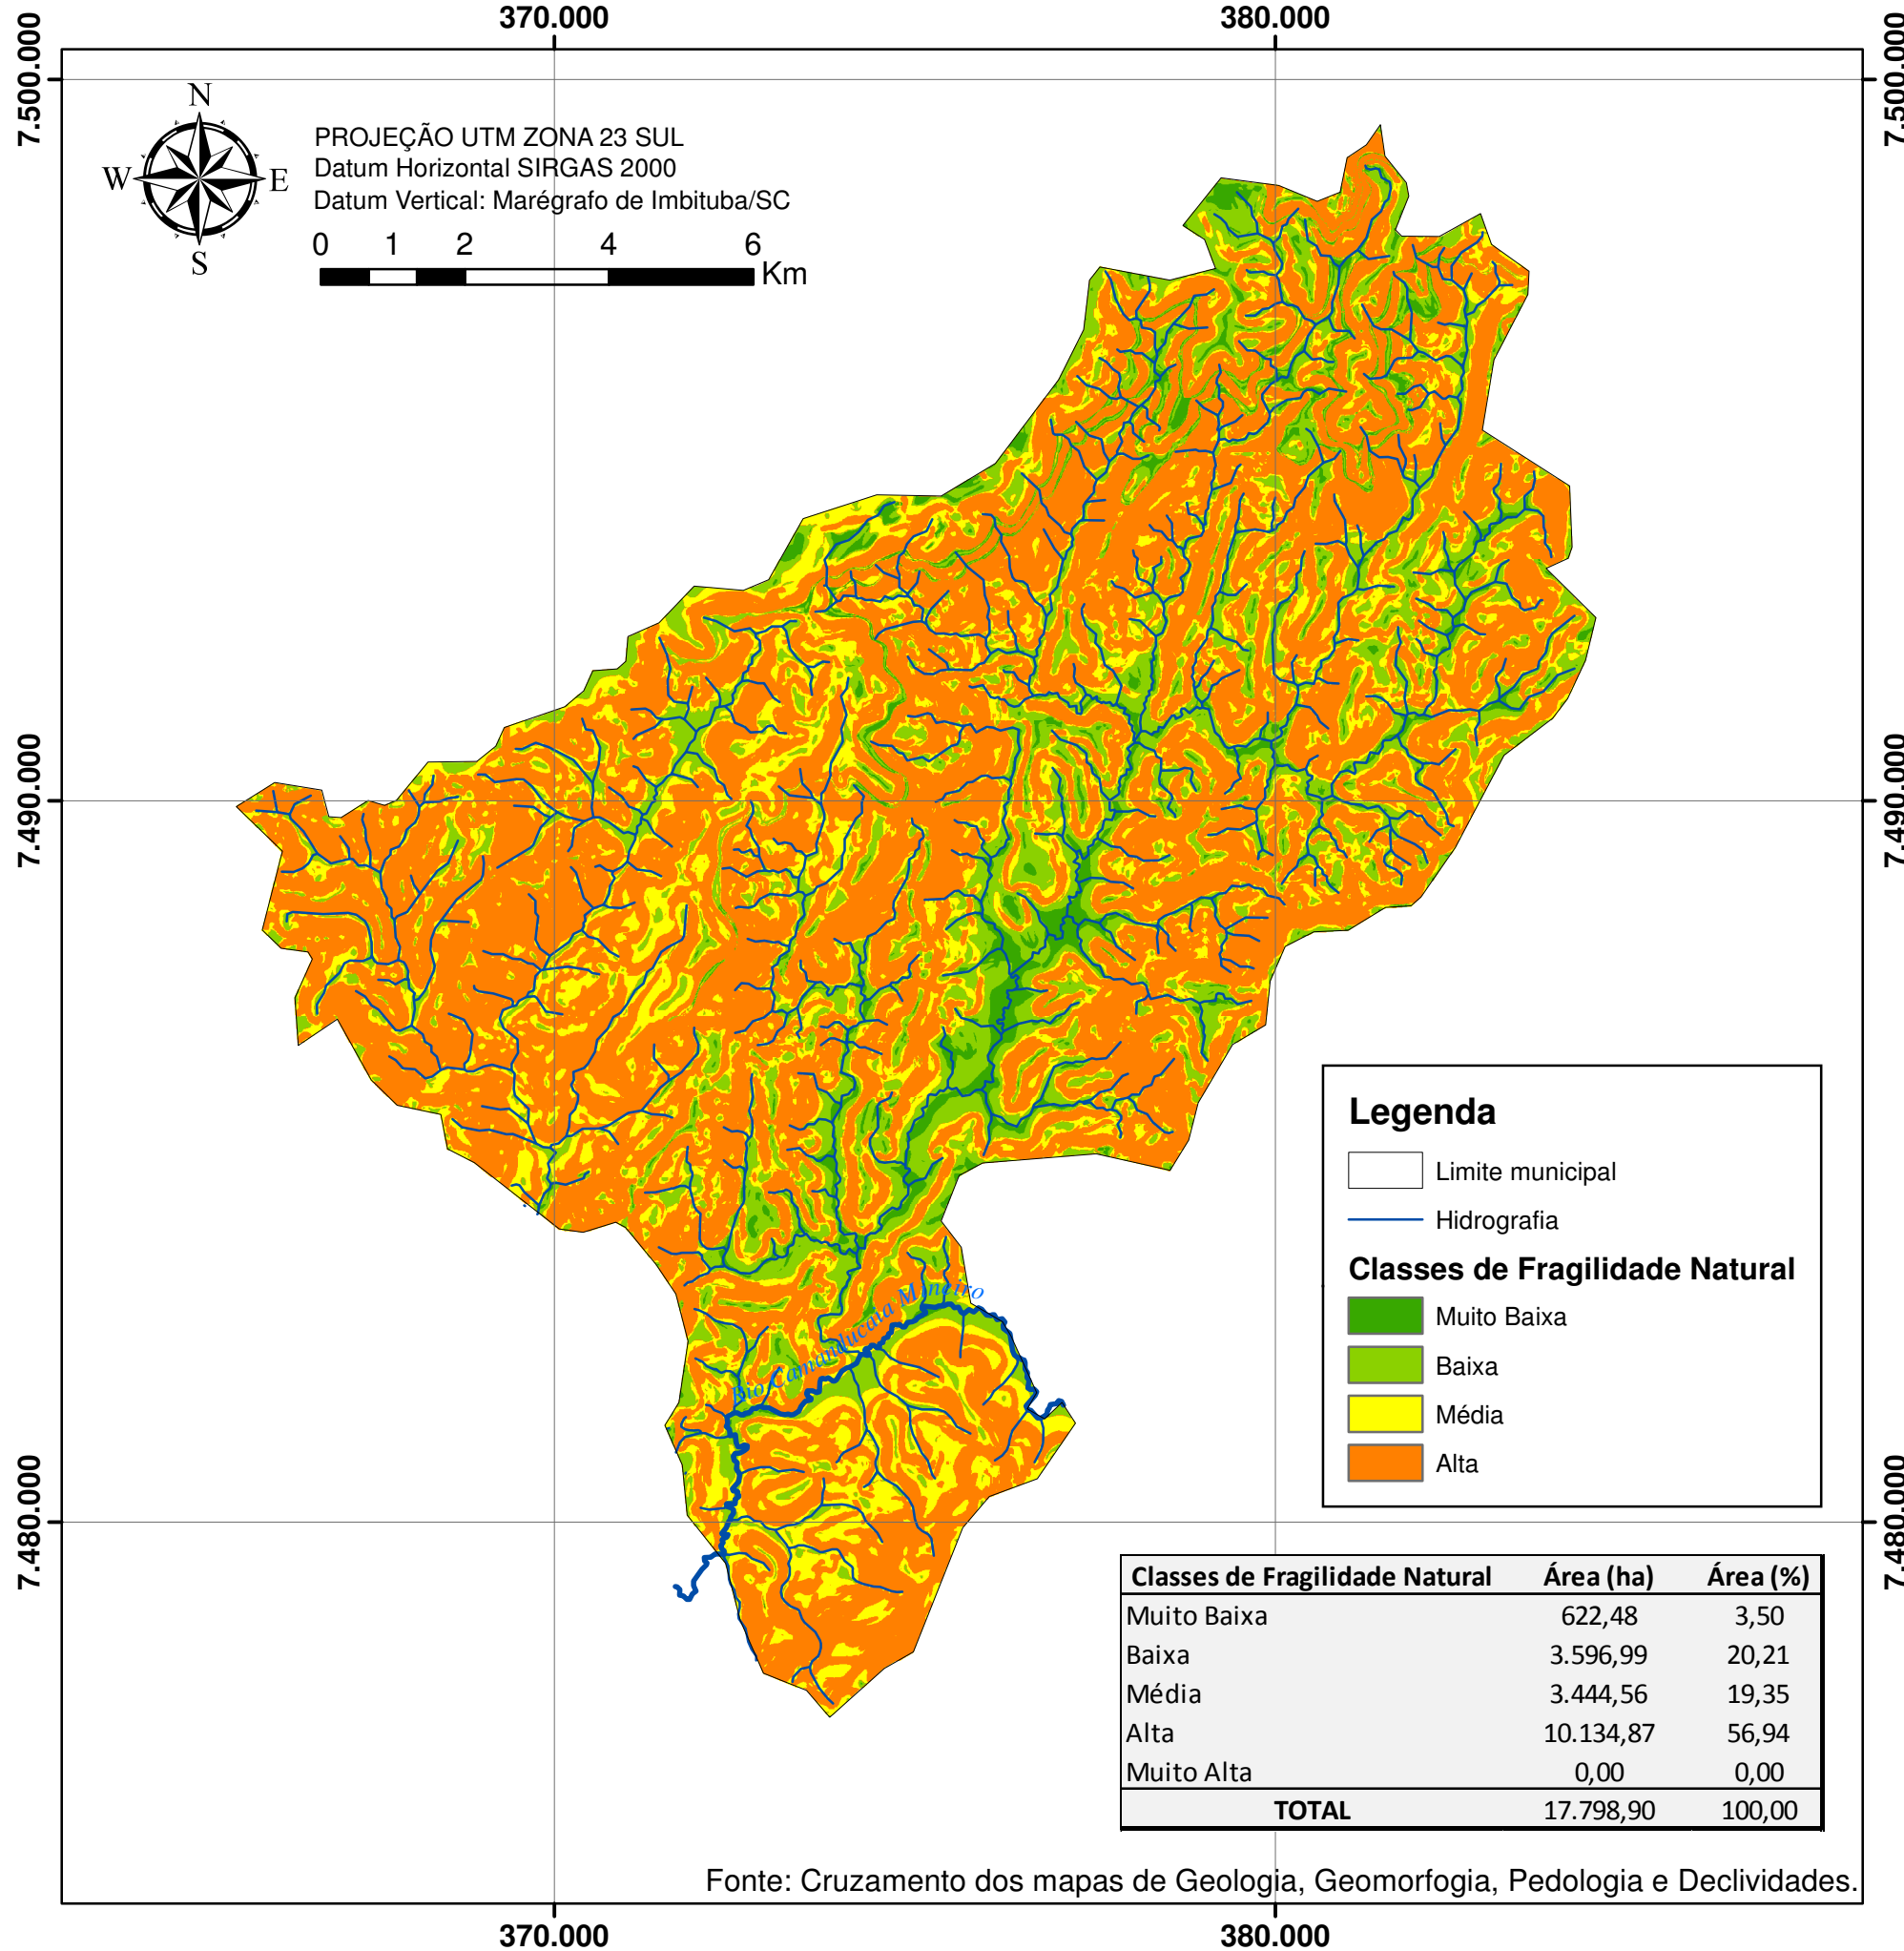 370.000 380.000
7.500.000 7.500.000
N
W E
S
PROJEÇÃO UTM ZONA 23 SUL
Datum Horizontal SIRGAS 2000
Datum Vertical: Marégrafo de Imbituba/SC
0 1 2 4 6
Km
7.490.000 7.490.000
Rio Camanducaia Mineiro
Legenda
Limite municipal
Hidrografia
Classes de Fragilidade Natural
Muito Baixa
Baixa
Média
Alta
7.480.000 7.480.000
Classes de Fragilidade Natural Área (ha) Área (%)
Muito Baixa 622,48 3,50
Baixa 3.596,99 20,21
Média 3.444,56 19,35
Alta 10.134,87 56,94
Muito Alta 0,00 0,00
TOTAL 17.798,90 100,00
Fonte: Cruzamento dos mapas de Geologia, Geomorfogia, Pedologia e Declividades.
370.000 380.000